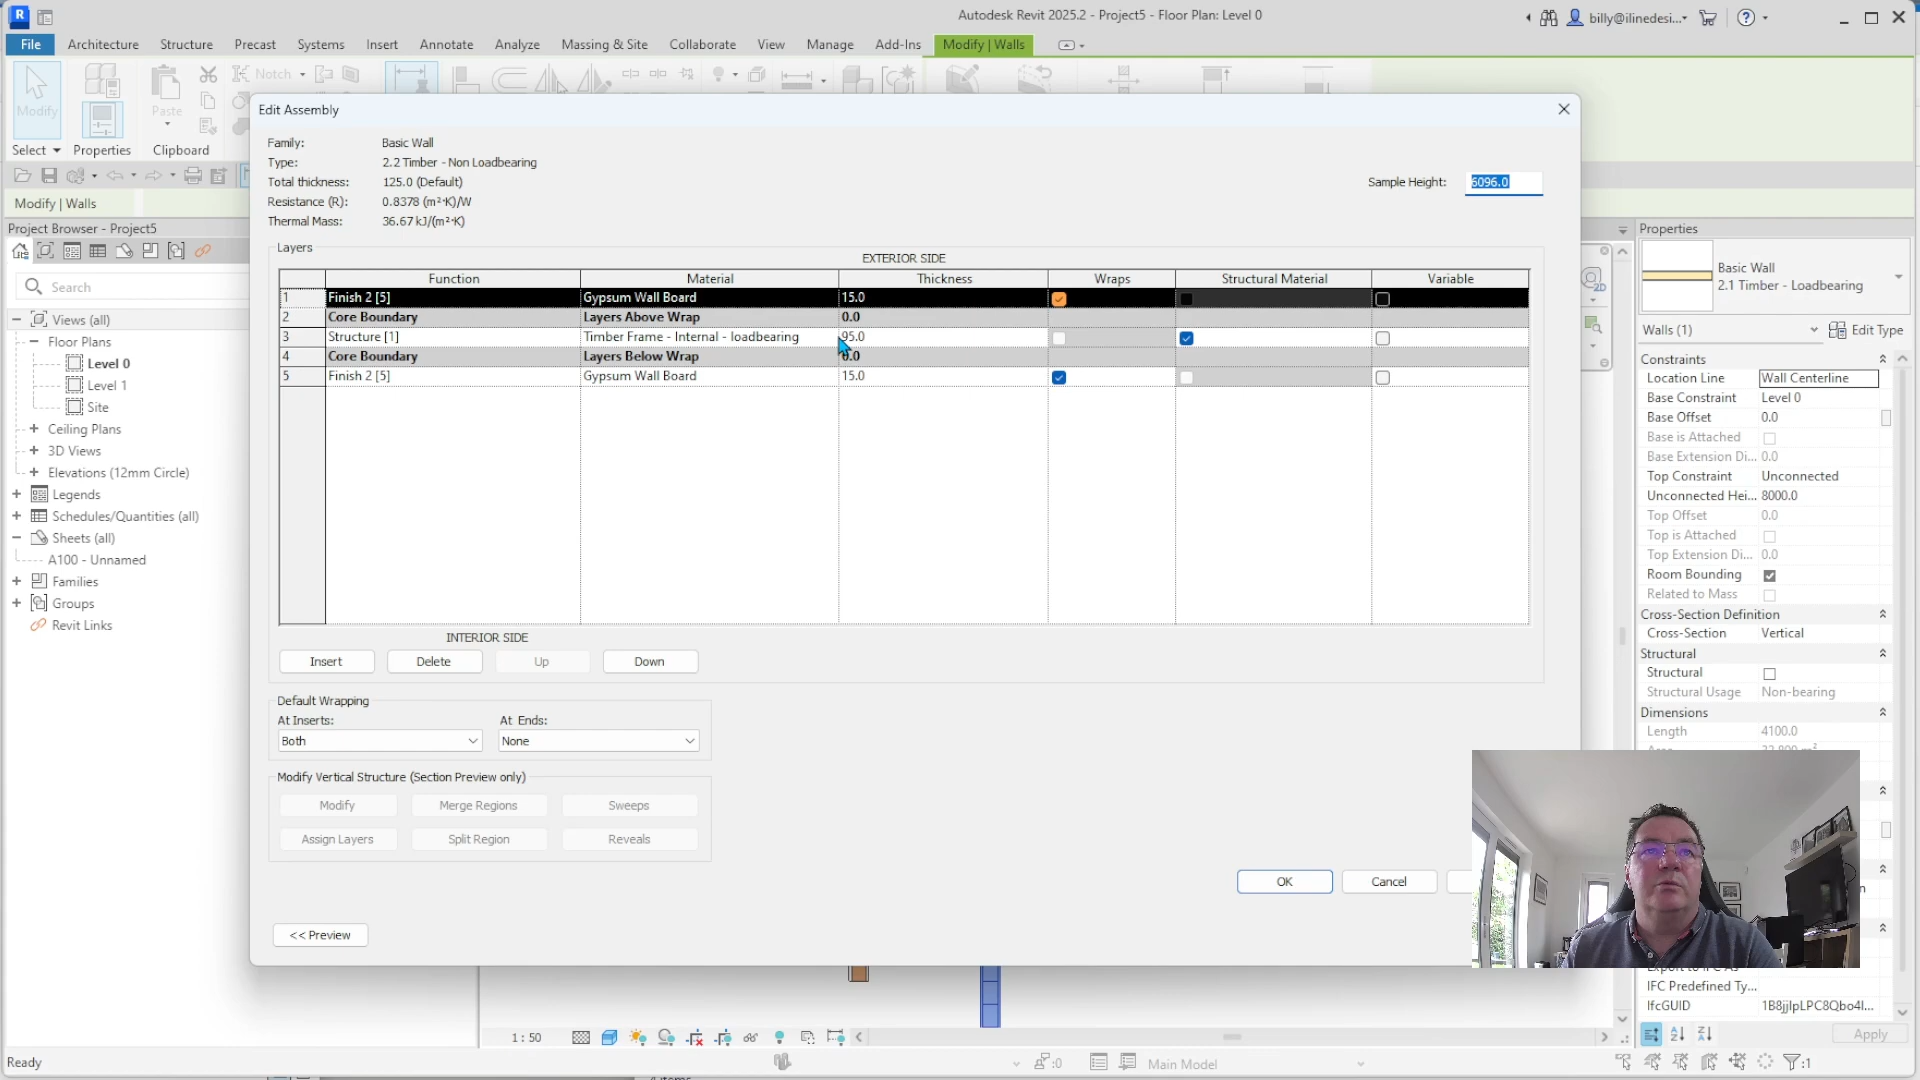 Autodesk Revit 2025.2 - Project5 - Floor Plan: Level 0
billy@ilinedesi...
File Architecture Structure Precast Systems Insert Annotate Analyze Massing & Site Collaborate View Manage Add-Ins Modify | Walls
Modify
Paste
Notch
Select Properties Clipboard
Modify | Walls
Project Browser - Project5
Search
Views (all)
Floor Plans
Level 0
Level 1
Site
Ceiling Plans
3D Views
Elevations (12mm Circle)
Legends
Schedules/Quantities (all)
Sheets (all)
A100 - Unnamed
Families
Groups
Revit Links
Edit Assembly
Family: Basic Wall
Type: 2.2 Timber - Non Loadbearing
Total thickness: 125.0 (Default)
Resistance (R): 0.8378 (m²·K)/W
Thermal Mass: 36.67 kJ/(m²·K)
Sample Height: 6096.0
Layers
EXTERIOR SIDE
Function Material Thickness Wraps Structural Material Variable
1 Finish 2 [5] Gypsum Wall Board 15.0
2 Core Boundary Layers Above Wrap 0.0
3 Structure [1] Timber Frame - Internal - loadbearing 95.0
4 Core Boundary Layers Below Wrap 0.0
5 Finish 2 [5] Gypsum Wall Board 15.0
INTERIOR SIDE
Insert Delete Up Down
Default Wrapping
At Inserts: At Ends:
Both None
Modify Vertical Structure (Section Preview only)
Modify Merge Regions Sweeps
Assign Layers Split Region Reveals
OK Cancel
<< Preview
Properties
Basic Wall
2.1 Timber - Loadbearing
Walls (1) Edit Type
Constraints
Location Line Wall Centerline
Base Constraint Level 0
Base Offset 0.0
Base is Attached
Base Extension Di... 0.0
Top Constraint Unconnected
Unconnected Hei... 8000.0
Top Offset 0.0
Top is Attached
Top Extension Di... 0.0
Room Bounding
Related to Mass
Cross-Section Definition
Cross-Section Vertical
Structural
Structural
Structural Usage Non-bearing
Dimensions
Length 4100.0
IFC Predefined Ty...
IfcGUID 1B8jjIpLPC8Qbo4I...
Apply
1 : 50
Ready
:0
Main Model
:1